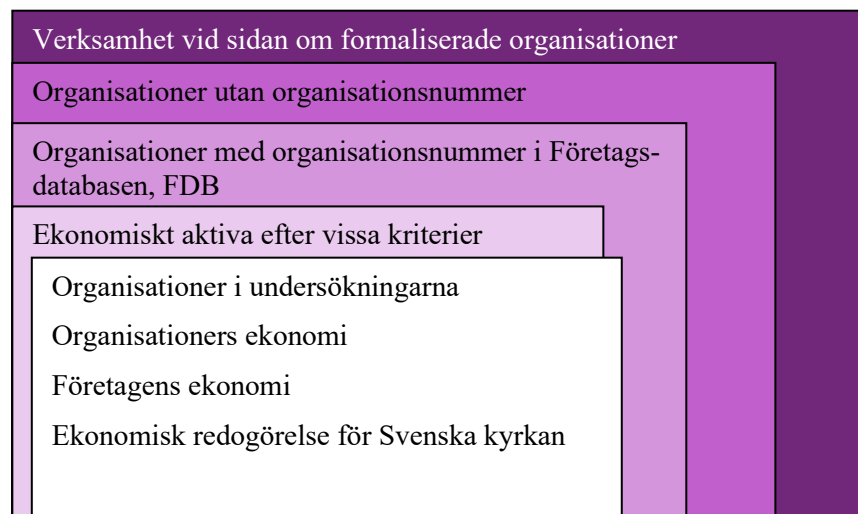 Verksamhet vid sidan om formaliserade organisationer
Organisationer utan organisationsnummer
Organisationer med organisationsnummer i Företags-
databasen, FDB
Ekonomiskt aktiva efter vissa kriterier
Organisationer i undersökningarna
Organisationers ekonomi
Företagens ekonomi
Ekonomisk redogörelse för Svenska kyrkan